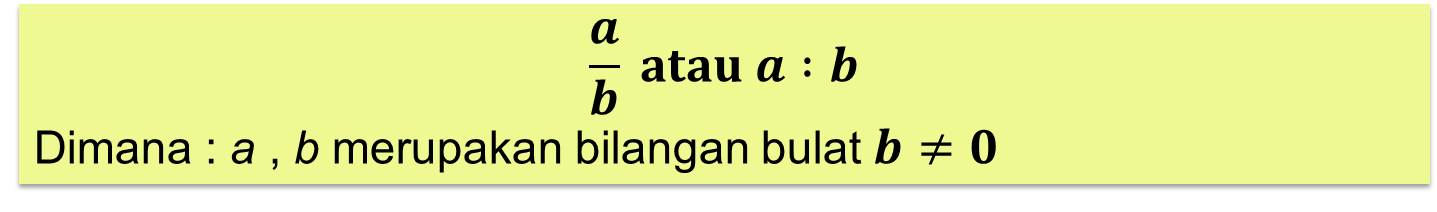 a/b atau a : b
Dimana : a , b merupakan bilangan bulat b ≠ 0